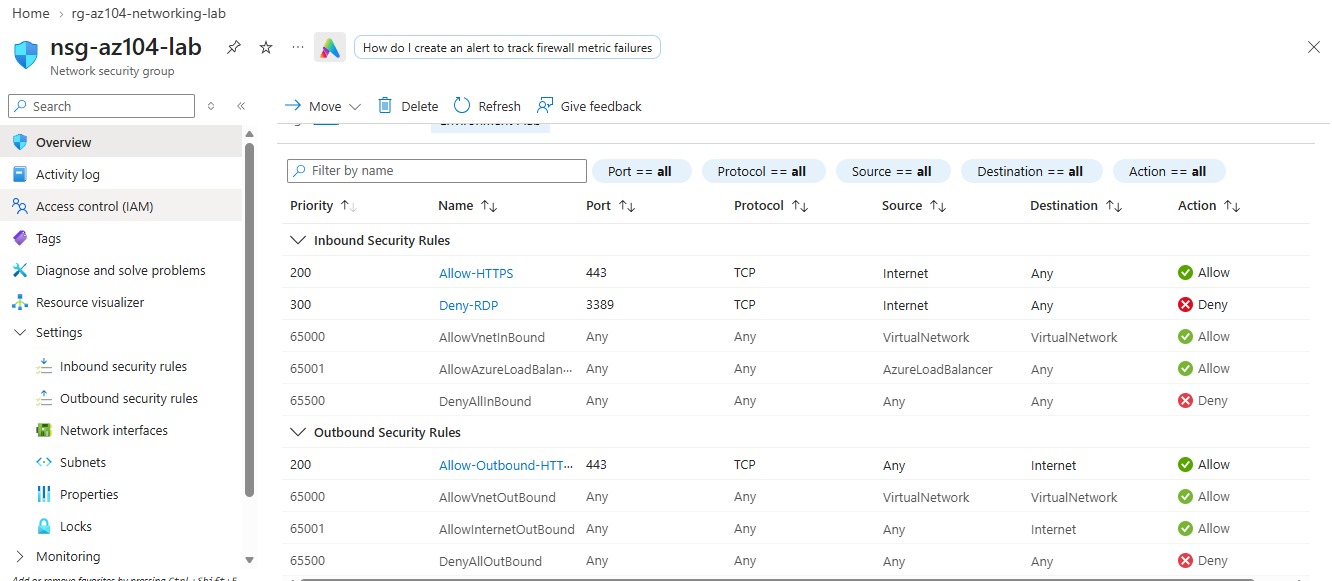 Home > rg-az104-networking-lab
nsg-az104-lab
Network security group
How do I create an alert to track firewall metric failures
Search
Overview
Activity log
Access control (IAM)
Tags
Diagnose and solve problems
Resource visualizer
Settings
Inbound security rules
Outbound security rules
Network interfaces
Subnets
Properties
Locks
Monitoring
Move Delete Refresh Give feedback
Filter by name Port == all Protocol == all Source == all Destination == all Action == all
Priority Name Port Protocol Source Destination Action
Inbound Security Rules
200 Allow-HTTPS 443 TCP Internet Any Allow
300 Deny-RDP 3389 TCP Internet Any Deny
65000 AllowVnetInBound Any Any VirtualNetwork VirtualNetwork Allow
65001 AllowAzureLoadBalan... Any Any AzureLoadBalancer Any Allow
65500 DenyAllInBound Any Any Any Any Deny
Outbound Security Rules
200 Allow-Outbound-HTT... 443 TCP Any Internet Allow
65000 AllowVnetOutBound Any Any VirtualNetwork VirtualNetwork Allow
65001 AllowInternetOutBound Any Any Any Internet Allow
65500 DenyAllOutBound Any Any Any Any Deny